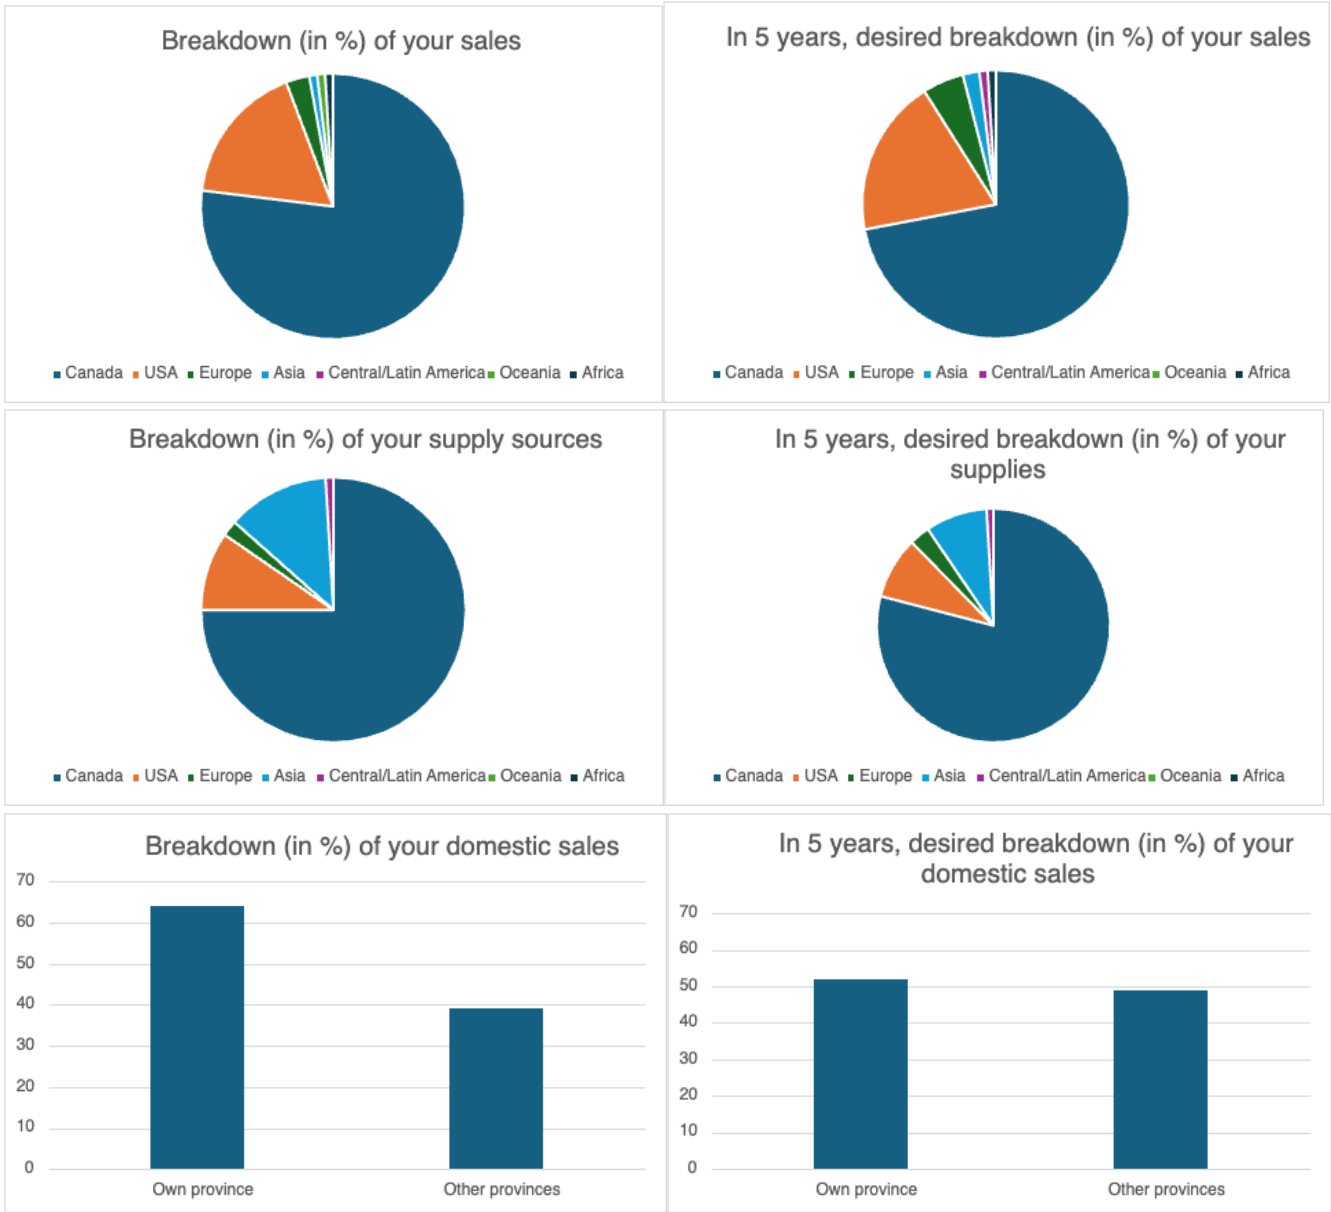 Breakdown (in %) of your sales
Canada USA Europe Asia Central/Latin America Oceania Africa
In 5 years, desired breakdown (in %) of your sales
Canada USA Europe Asia Central/Latin America Oceania Africa
Breakdown (in %) of your supply sources
Canada USA Europe Asia Central/Latin America Oceania Africa
In 5 years, desired breakdown (in %) of your
supplies
Canada USA Europe Asia Central/Latin America Oceania Africa
Breakdown (in %) of your domestic sales
70
60
50
40
30
20
10
0
Own province Other provinces
In 5 years, desired breakdown (in %) of your
domestic sales
70
60
50
40
30
20
10
0
Own province Other provinces